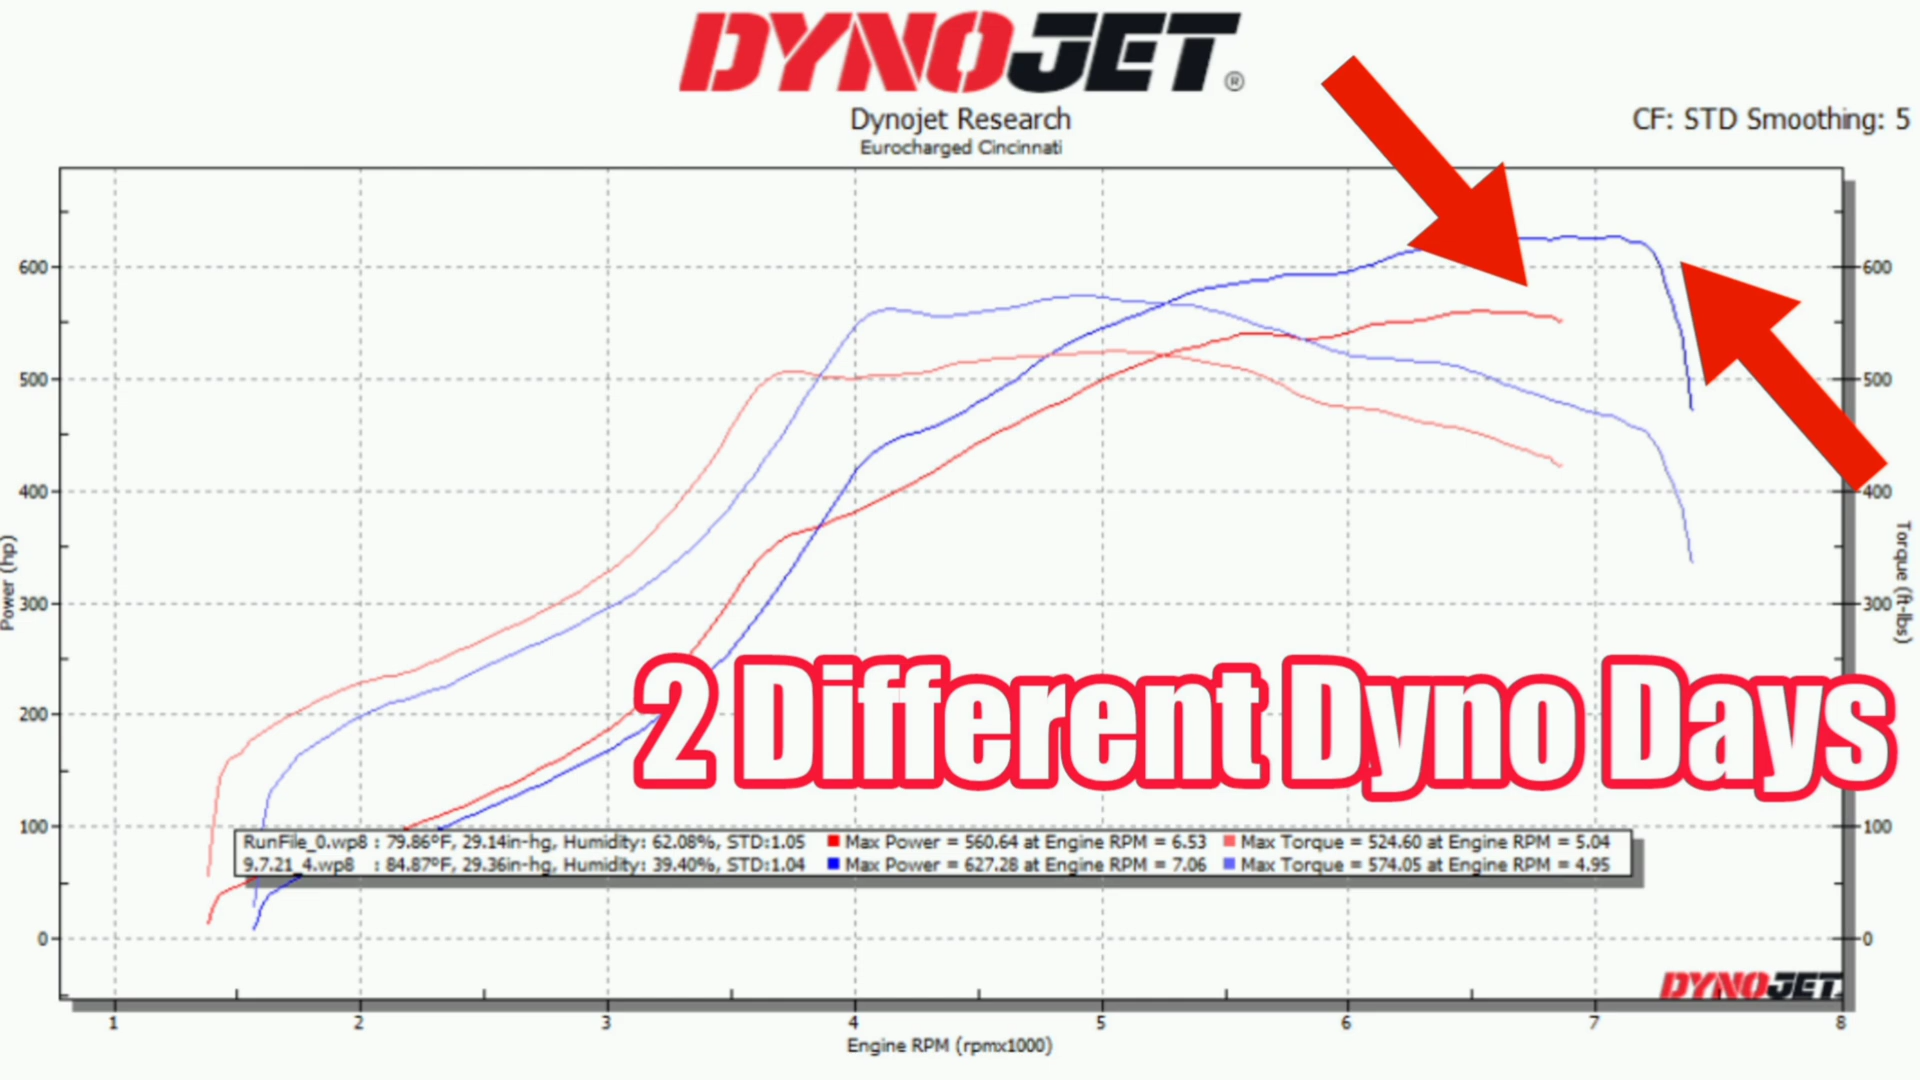 DYNOJET®
Dynojet Research
Eurocharged Cincinnati
CF: STD Smoothing: 5
600
500
400
300
200
100
0
Power (hp)
600
500
400
300
100
0
Torque (ft-lbs)
2 Different Dyno Days
RunFile_0.wp8 : 79.86°F, 29.14in-hg, Humidity: 62.08%, STD:1.05 Max Power = 560.64 at Engine RPM = 6.53 Max Torque = 524.60 at Engine RPM = 5.04
9.7.21_4.wp8 : 84.87°F, 29.36in-hg, Humidity: 39.40%, STD:1.04 Max Power = 627.28 at Engine RPM = 7.06 Max Torque = 574.05 at Engine RPM = 4.95
DYNOJET
1 2 3 4 5 6 7 8
Engine RPM (rpmx1000)